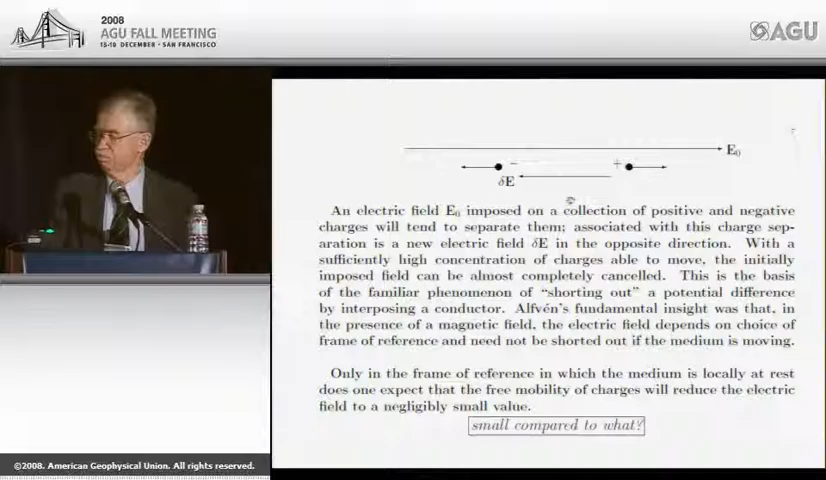 2008
AGU FALL MEETING
15-19 DECEMBER • SAN FRANCISCO
AGU
E₀
− +
δE
An electric field E₀ imposed on a collection of positive and negative
charges will tend to separate them; associated with this charge sep-
aration is a new electric field δE in the opposite direction. With a
sufficiently high concentration of charges able to move, the initially
imposed field can be almost completely cancelled. This is the basis
of the familiar phenomenon of “shorting out” a potential difference
by interposing a conductor. Alfvén's fundamental insight was that, in
the presence of a magnetic field, the electric field depends on choice of
frame of reference and need not be shorted out if the medium is moving.
Only in the frame of reference in which the medium is locally at rest
does one expect that the free mobility of charges will reduce the electric
field to a negligibly small value.
small compared to what?
©2008. American Geophysical Union. All rights reserved.